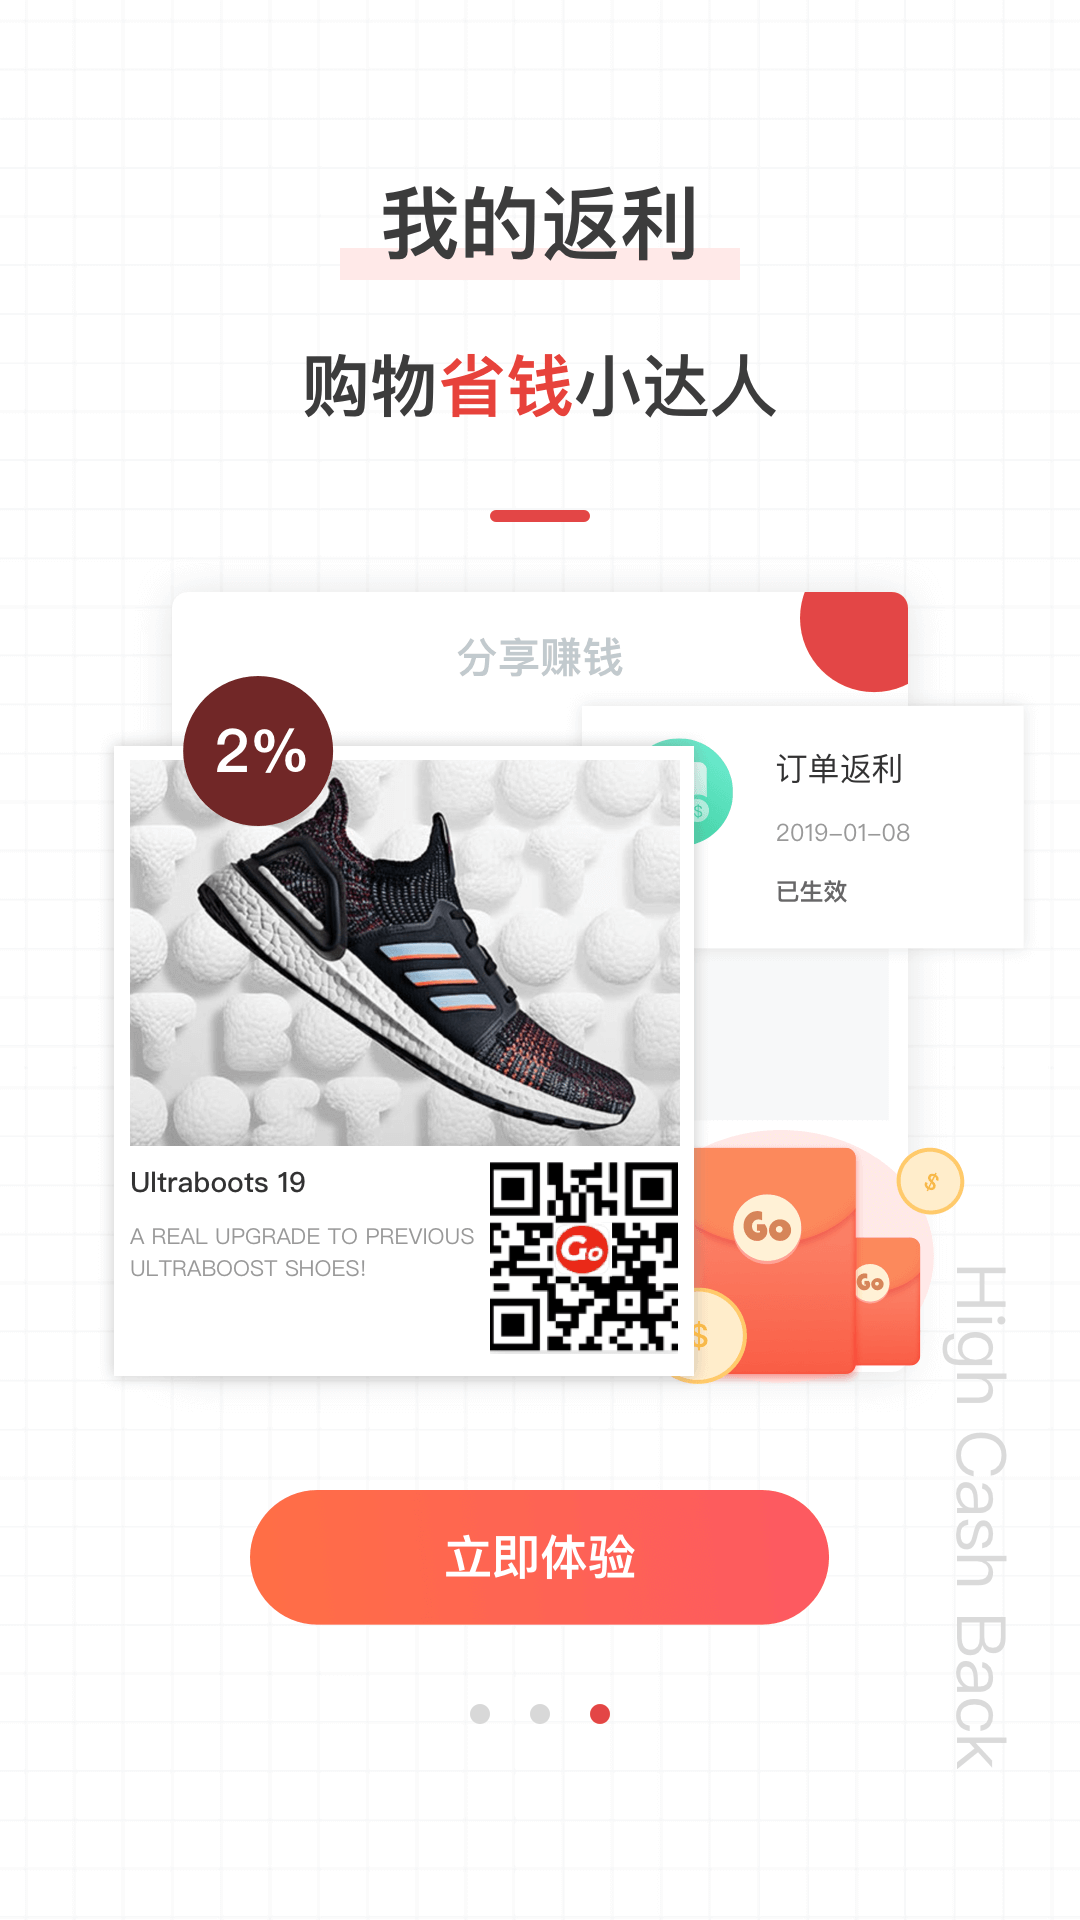 我的返利
购物省钱小达人
分享赚钱
2%
订单返利
$
2019-01-08
已生效
Ultraboots 19
A REAL UPGRADE TO PREVIOUS
ULTRABOOST SHOES!
Go
Go
Go
$
$
High Cash Back
立即体验